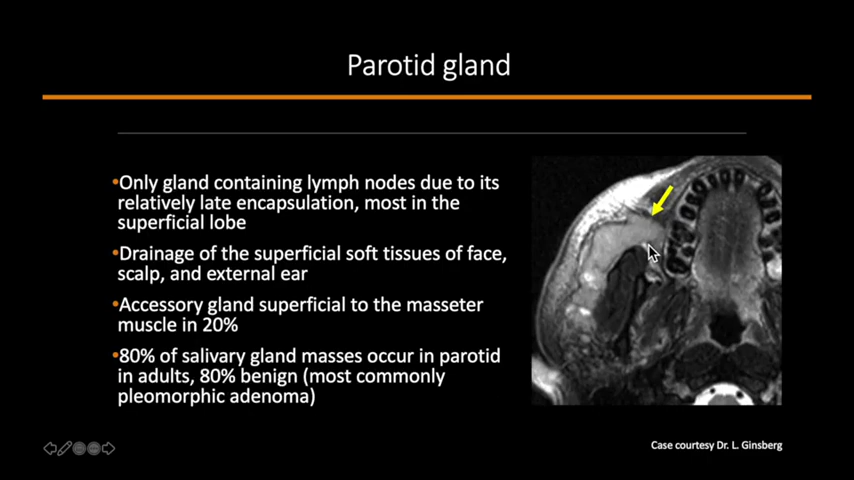 Parotid gland
•Only gland containing lymph nodes due to its
relatively late encapsulation, most in the
superficial lobe
•Drainage of the superficial soft tissues of face,
scalp, and external ear
•Accessory gland superficial to the masseter
muscle in 20%
•80% of salivary gland masses occur in parotid
in adults, 80% benign (most commonly
pleomorphic adenoma)
Case courtesy Dr. L. Ginsberg